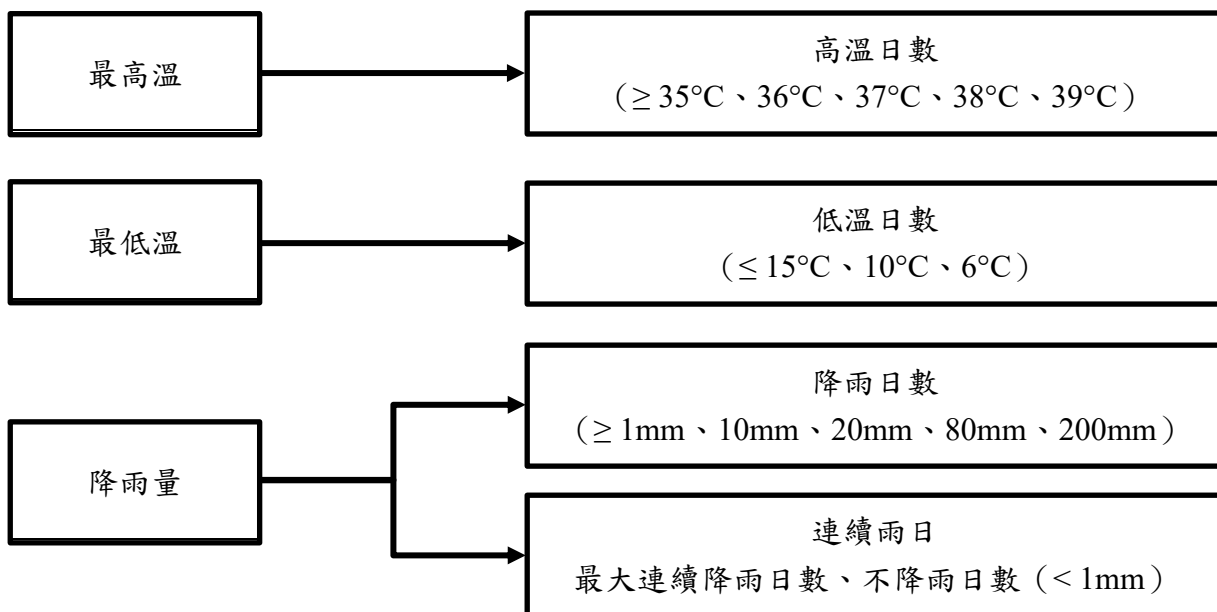 最高溫
高溫日數
（≥ 35°C、36°C、37°C、38°C、39°C）
最低溫
低溫日數
（≤ 15°C、10°C、6°C）
降雨量
降雨日數
（≥ 1mm、10mm、20mm、80mm、200mm）
連續雨日
最大連續降雨日數、不降雨日數（< 1mm）